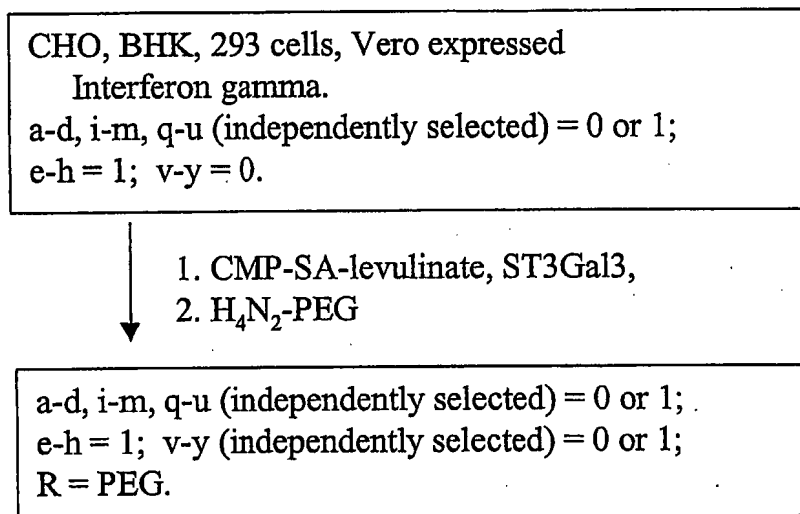 CHO, BHK, 293 cells, Vero expressed
Interferon gamma.
a-d, i-m, q-u (independently selected) = 0 or 1;
e-h = 1; v-y = 0.
1. CMP-SA-levulinate, ST3Gal3,
2. H₄N₂-PEG
a-d, i-m, q-u (independently selected) = 0 or 1;
e-h = 1; v-y (independently selected) = 0 or 1;
R = PEG.